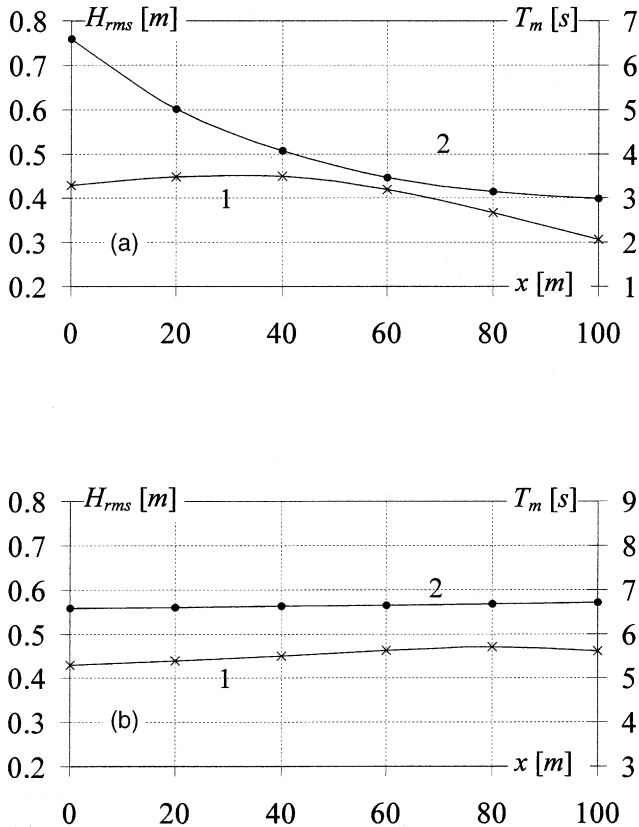 0.8 H_rms [m] T_m [s] 7
0.7 6
0.6 5
0.5 2 4
0.4 1 3
0.3 (a) 2
0.2 x [m] 1
0 20 40 60 80 100
0.8 H_rms [m] T_m [s] 9
0.7 8
0.6 2 7
0.5 6
0.4 1 5
0.3 (b) 4
0.2 x [m] 3
0 20 40 60 80 100